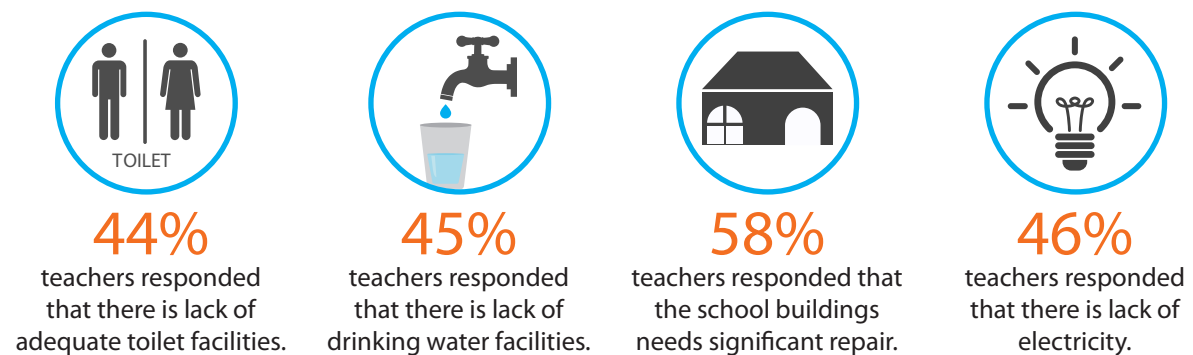 TOILET
44%
teachers responded
that there is lack of
adequate toilet facilities.
45%
teachers responded
that there is lack of
drinking water facilities.
58%
teachers responded that
the school buildings
needs significant repair.
46%
teachers responded
that there is lack of
electricity.